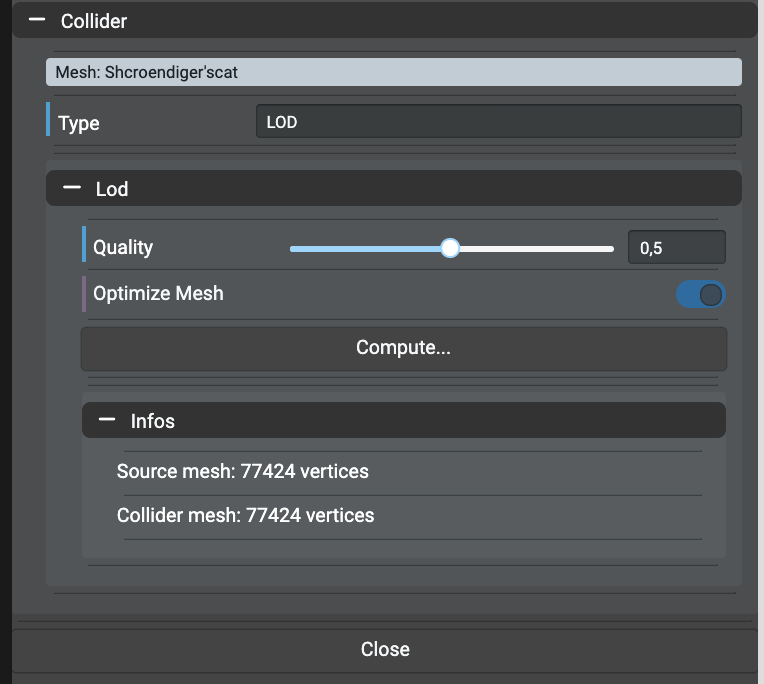 Collider
Mesh: Shcroendiger'scat
Type
LOD
Lod
Quality
0,5
Optimize Mesh
Compute...
Infos
Source mesh: 77424 vertices
Collider mesh: 77424 vertices
Close